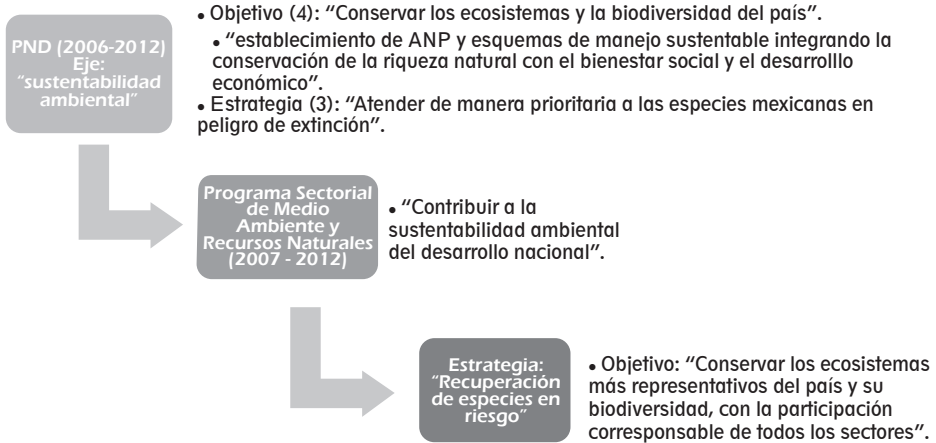 PND (2006-2012)
Eje:
"sustentabilidad
ambiental"
• Objetivo (4): "Conservar los ecosistemas y la biodiversidad del país".
• "establecimiento de ANP y esquemas de manejo sustentable integrando la
conservación de la riqueza natural con el bienestar social y el desarolllo
económico".
• Estrategia (3): "Atender de manera prioritaria a las especies mexicanas en
peligro de extinción".
Programa Sectorial
de Medio
Ambiente y
Recursos Naturales
(2007 - 2012)
• "Contribuir a la
sustentabilidad ambiental
del desarrollo nacional".
Estrategia:
"Recuperación
de especies en
riesgo"
• Objetivo: "Conservar los ecosistemas
más representativos del país y su
biodiversidad, con la participación
corresponsable de todos los sectores".